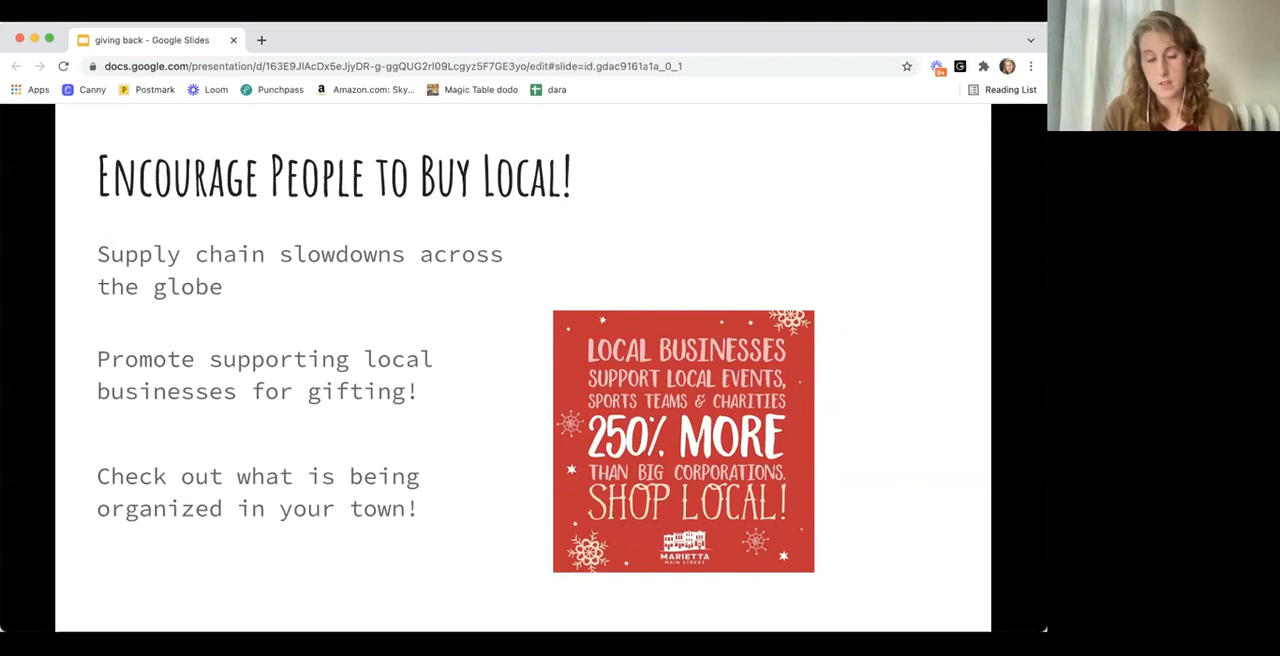 giving back - Google Slides
docs.google.com/presentation/d/163E9JlAcDx5eJjyDR-g-ggQUG2rl09Lcgyz5F7GE3yo/edit#slide=id.gdac9161a1a_0_1
9+
G
Apps
C
Canny
P
Postmark
Loom
Punchpass
a
Amazon.com: Sky...
Magic Table dodo
dara
Reading List
ENCOURAGE PEOPLE TO BUY LOCAL!
Supply chain slowdowns across
the globe
Promote supporting local
businesses for gifting!
Check out what is being
organized in your town!
LOCAL BUSINESSES
SUPPORT LOCAL EVENTS,
SPORTS TEAMS & CHARITIES
250% MORE
THAN BIG CORPORATIONS.
SHOP LOCAL!
MARIETTA
MAIN STREET